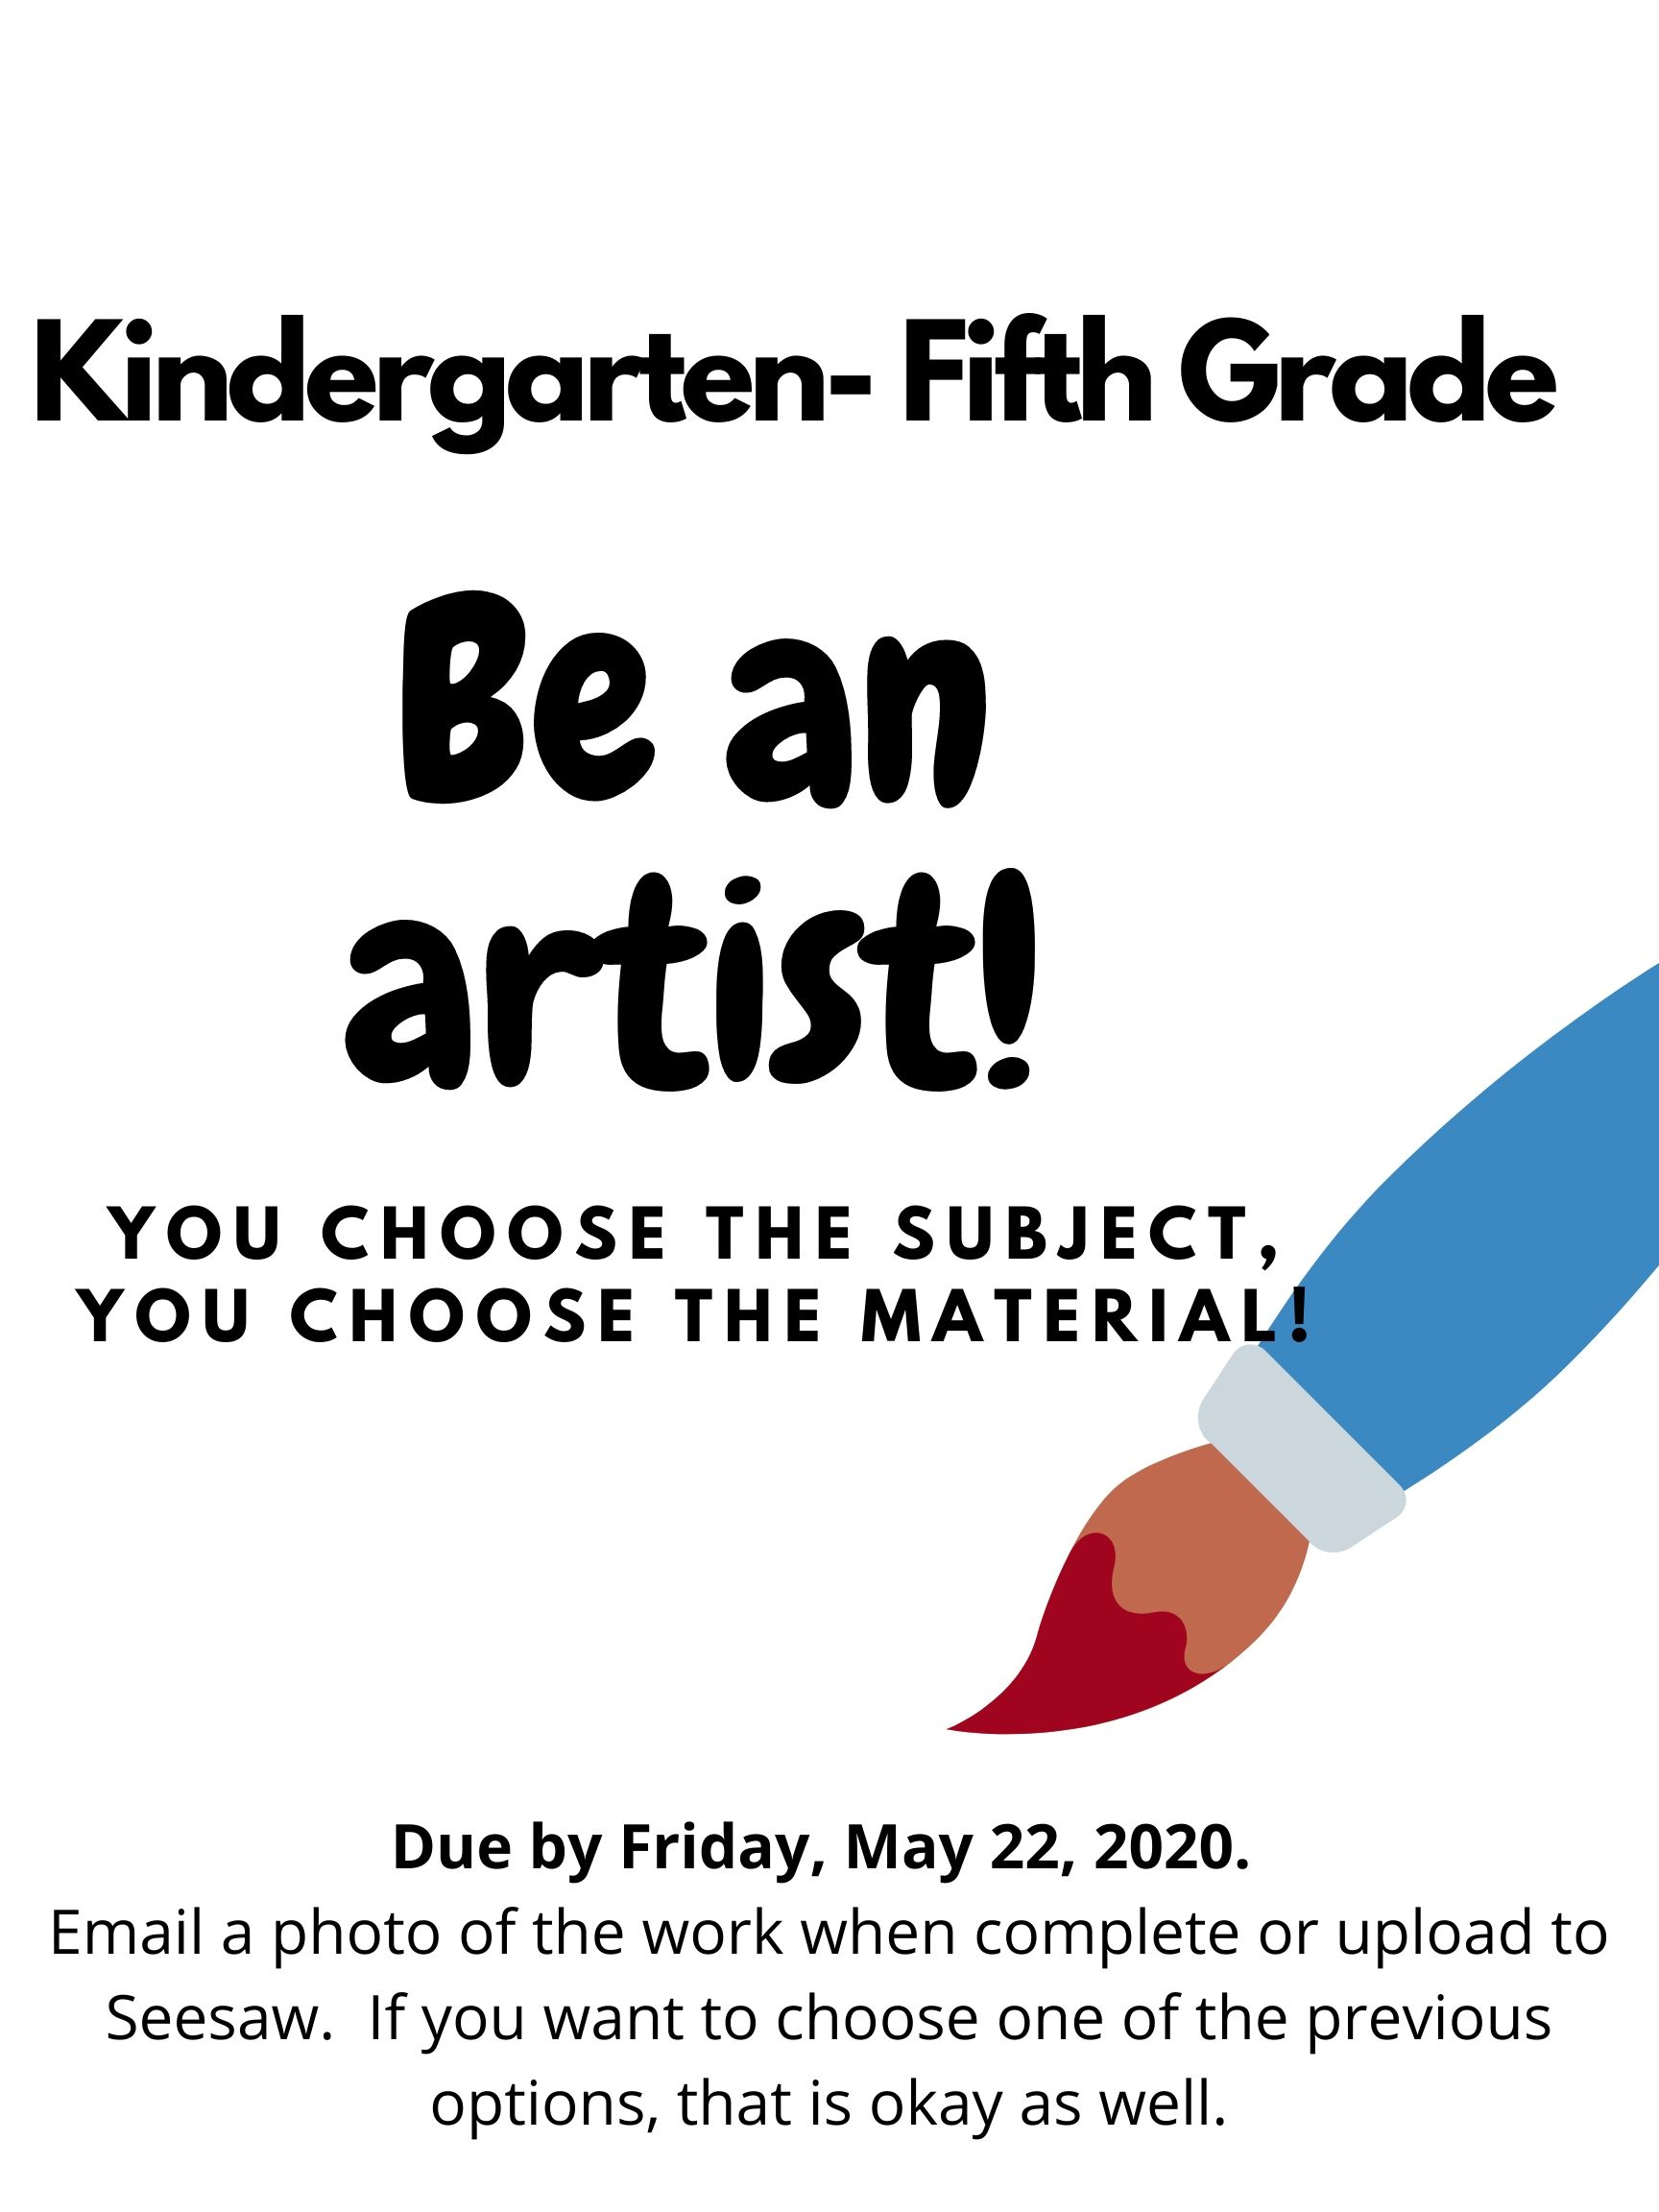 Kindergarten- Fifth Grade
Be an
artist!
YOU CHOOSE THE SUBJECT,
YOU CHOOSE THE MATERIAL!
Due by Friday, May 22, 2020.
Email a photo of the work when complete or upload to
Seesaw.  If you want to choose one of the previous
options, that is okay as well.